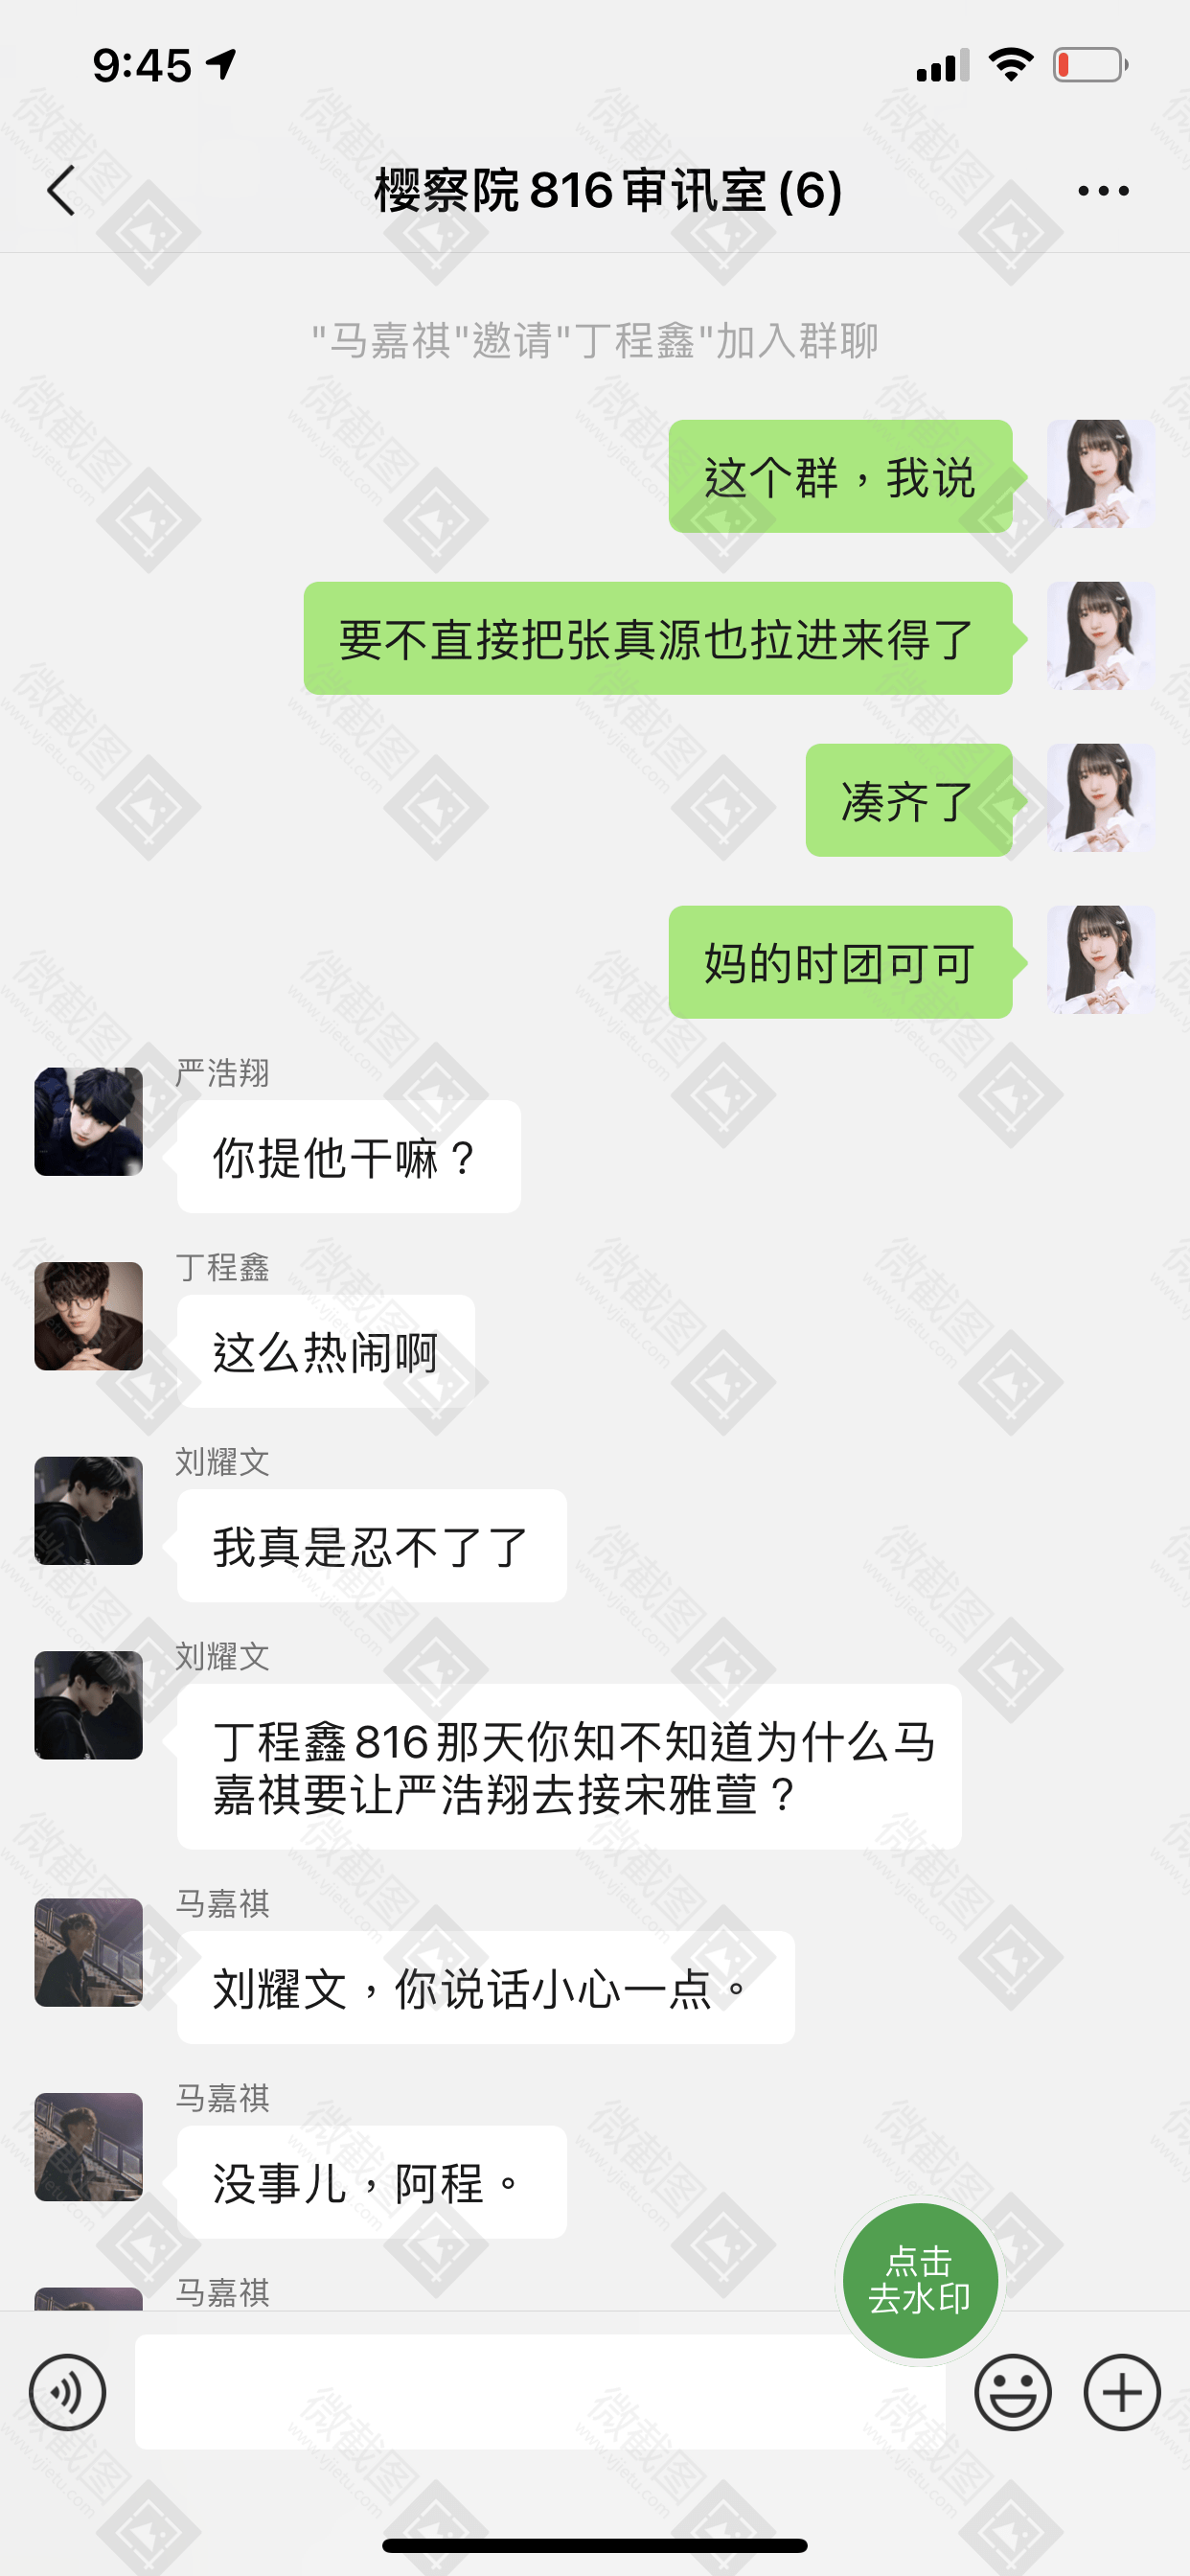 9:45
樱察院816审讯室(6)
"马嘉祺"邀请"丁程鑫"加入群聊
这个群，我说
要不直接把张真源也拉进来得了
凑齐了
妈的时团可可
严浩翔
你提他干嘛？
丁程鑫
这么热闹啊
刘耀文
我真是忍不了了
刘耀文
丁程鑫816那天你知不知道为什么马
嘉祺要让严浩翔去接宋雅萱？
马嘉祺
刘耀文，你说话小心一点。
马嘉祺
没事儿，阿程。
马嘉祺
点击
去水印
微截图
www.vjietu.com